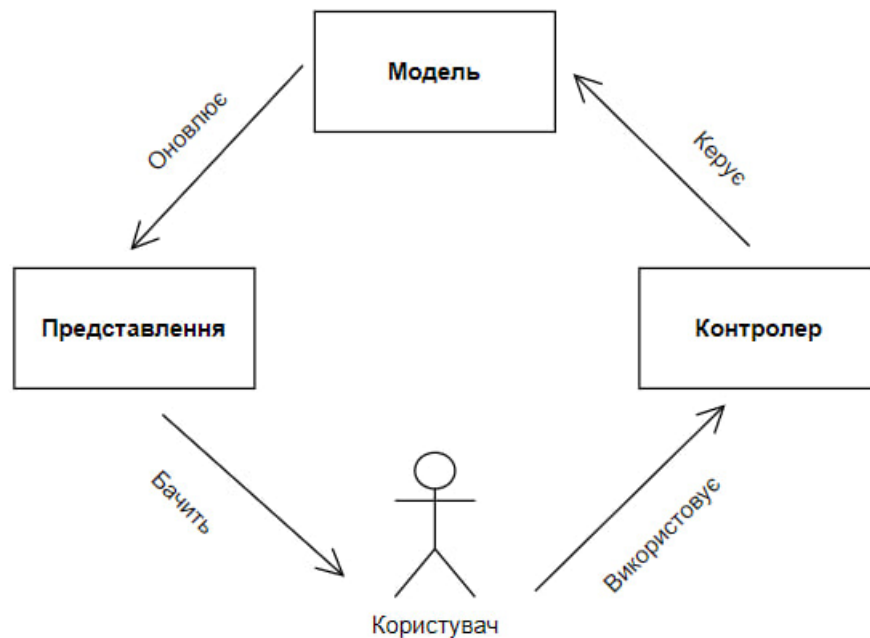 Модель
Оновлює
Керує
Представлення
Контролер
Бачить
Використовує
Користувач